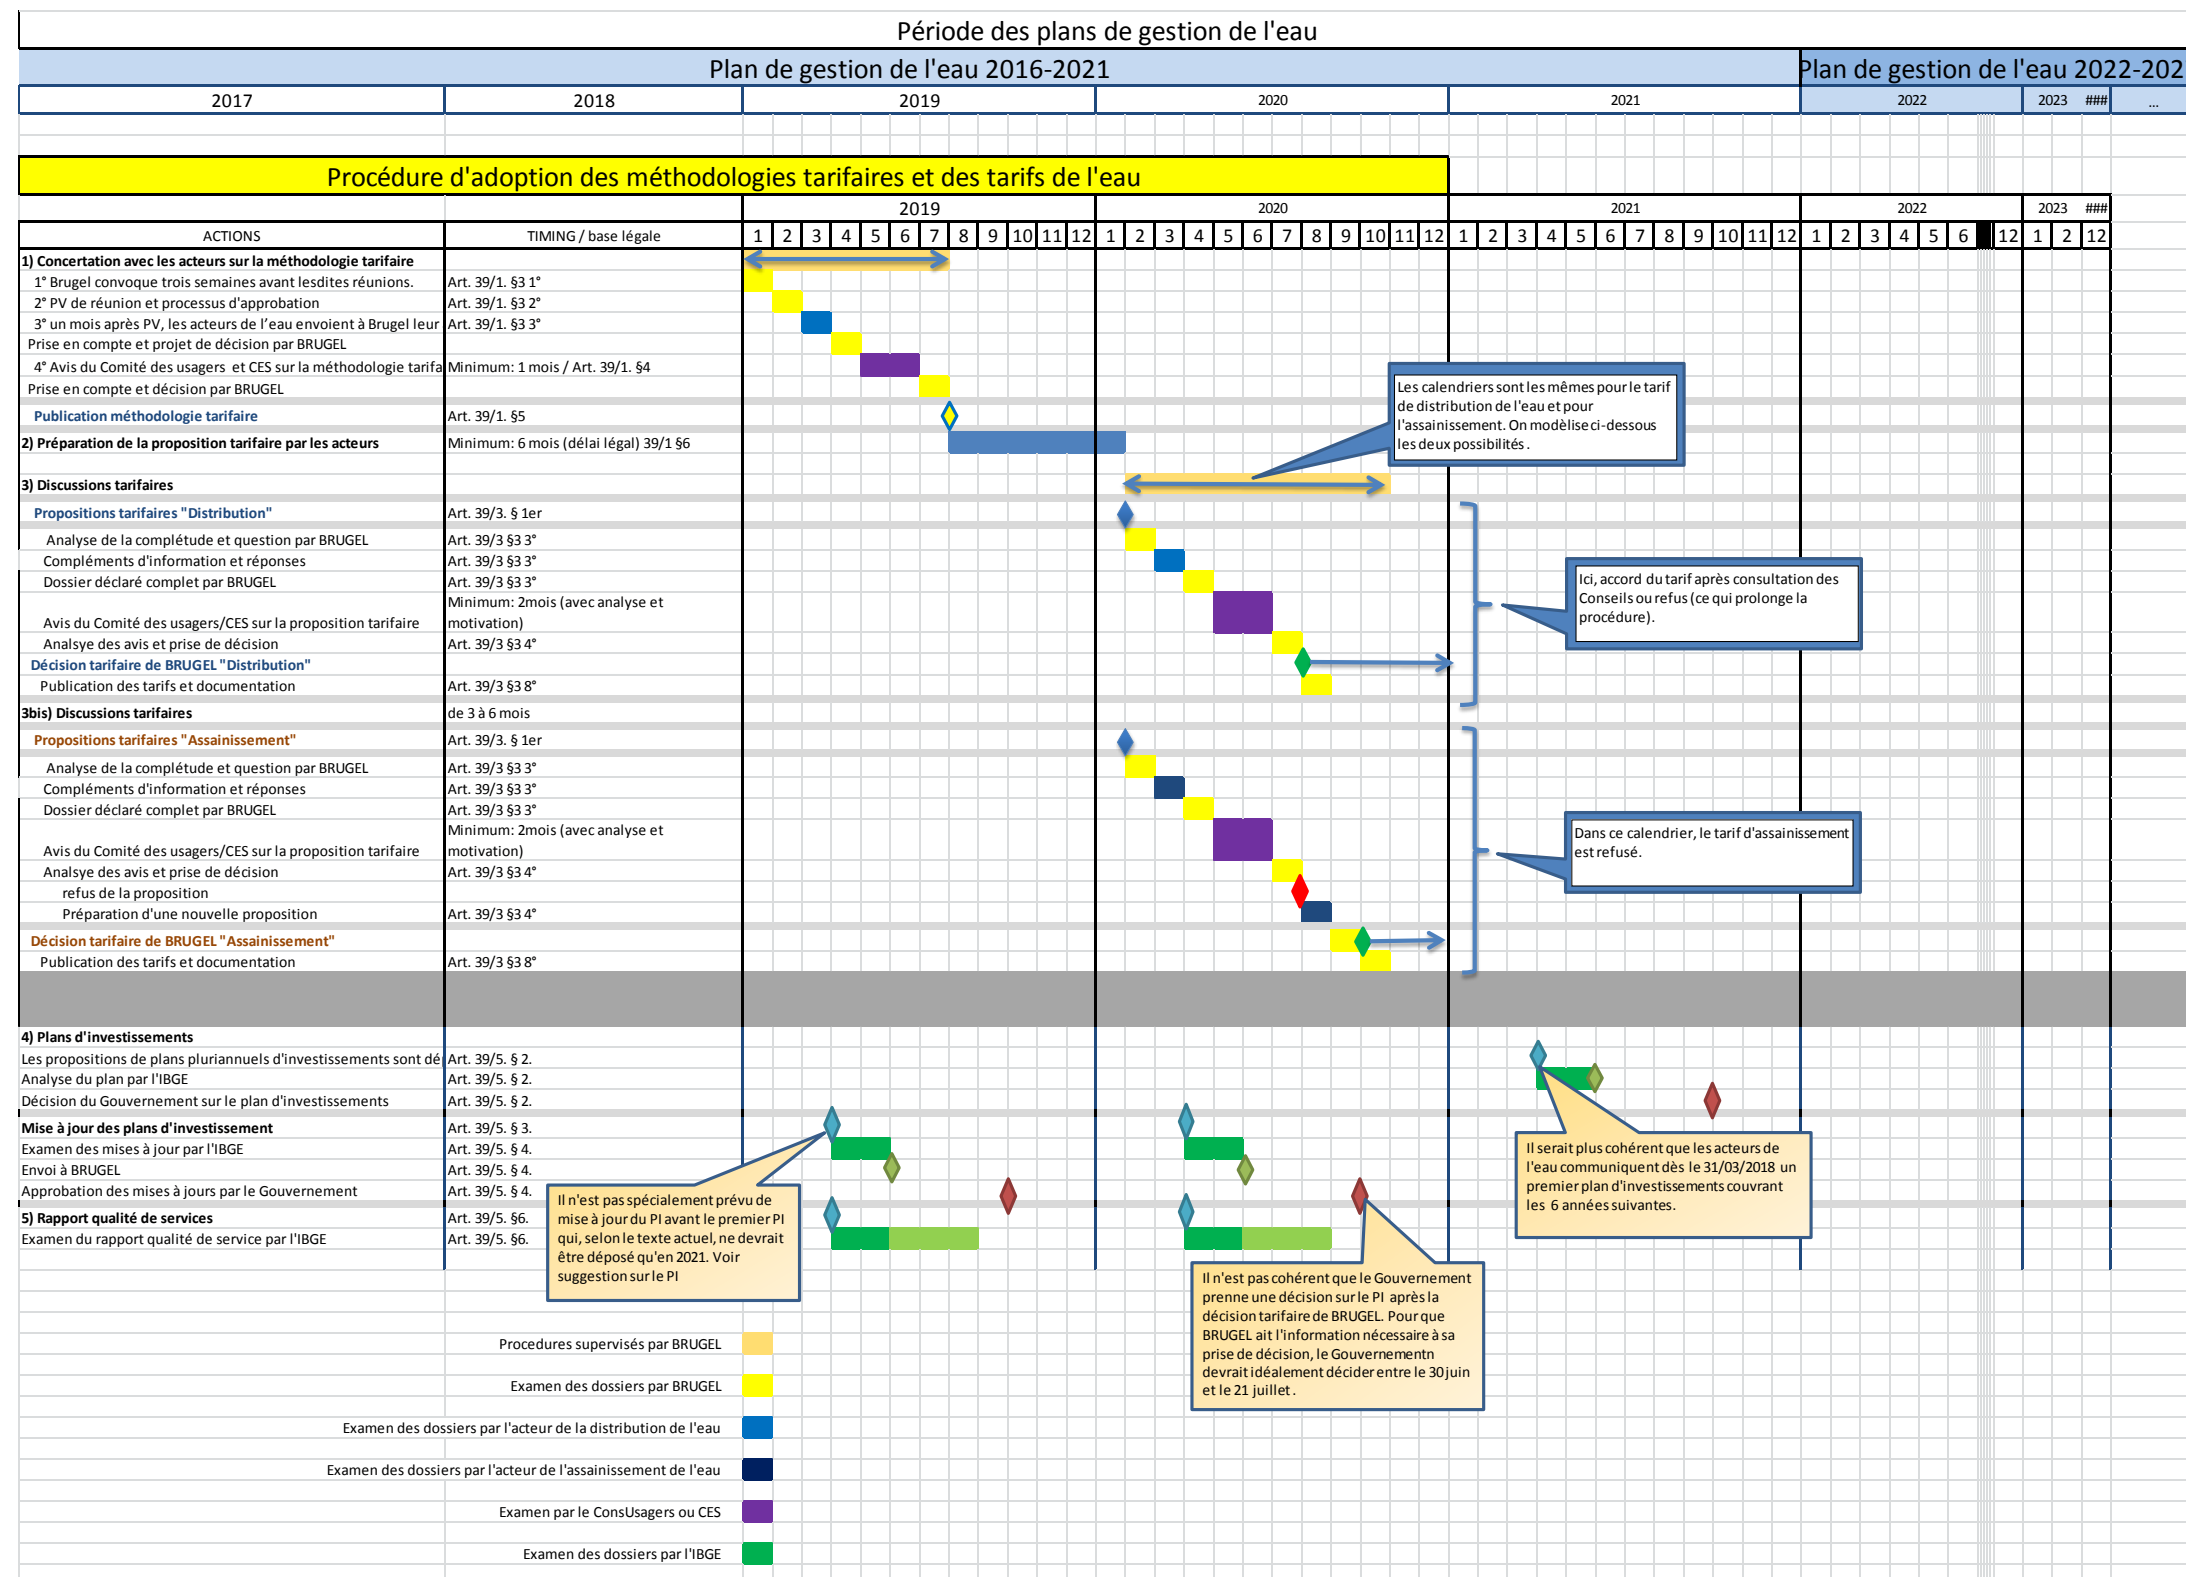 Période des plans de gestion de l'eau
Plan de gestion de l'eau 2016-2021 Plan de gestion de l'eau 2022-202
2017 2018 2019 2020 2021 2022 2023 ### ...
Procédure d'adoption des méthodologies tarifaires et des tarifs de l'eau
2019 2020 2021 2022 2023 ###
ACTIONS TIMING / base légale 1 2 3 4 5 6 7 8 9 10 11 12 1 2 3 4 5 6 7 8 9 10 11 12 1 2 3 4 5 6 7 8 9 10 11 12 1 2 3 4 5 6 12 1 2 12
1) Concertation avec les acteurs sur la méthodologie tarifaire
1° Brugel convoque trois semaines avant lesdites réunions. Art. 39/1. §3 1°
2° PV de réunion et processus d'approbation Art. 39/1. §3 2°
3° un mois après PV, les acteurs de l’eau envoient à Brugel leur Art. 39/1. §3 3°
Prise en compte et projet de décision par BRUGEL
4° Avis du Comité des usagers et CES sur la méthodologie tarifa Minimum: 1 mois / Art. 39/1. §4
Prise en compte et décision par BRUGEL
Publication méthodologie tarifaire Art. 39/1. §5
2) Préparation de la proposition tarifaire par les acteurs Minimum: 6 mois (délai légal) 39/1 §6
Les calendriers sont les mêmes pour le tarif
de distribution de l'eau et pour
l'assainissement. On modèlise ci-dessous
les deux possibilités .
3) Discussions tarifaires
Propositions tarifaires "Distribution" Art. 39/3. § 1er
Analyse de la complétude et question par BRUGEL Art. 39/3 §3 3°
Compléments d'information et réponses Art. 39/3 §3 3°
Dossier déclaré complet par BRUGEL Art. 39/3 §3 3°
Avis du Comité des usagers/CES sur la proposition tarifaire Minimum: 2mois (avec analyse et
motivation)
Analsye des avis et prise de décision Art. 39/3 §3 4°
Décision tarifaire de BRUGEL "Distribution"
Publication des tarifs et documentation Art. 39/3 §3 8°
Ici, accord du tarif après consultation des
Conseils ou refus (ce qui prolonge la
procédure).
3bis) Discussions tarifaires de 3 à 6 mois
Propositions tarifaires "Assainissement" Art. 39/3. § 1er
Analyse de la complétude et question par BRUGEL Art. 39/3 §3 3°
Compléments d'information et réponses Art. 39/3 §3 3°
Dossier déclaré complet par BRUGEL Art. 39/3 §3 3°
Avis du Comité des usagers/CES sur la proposition tarifaire Minimum: 2mois (avec analyse et
motivation)
Analsye des avis et prise de décision Art. 39/3 §3 4°
refus de la proposition
Préparation d'une nouvelle proposition Art. 39/3 §3 4°
Décision tarifaire de BRUGEL "Assainissement"
Publication des tarifs et documentation Art. 39/3 §3 8°
Dans ce calendrier, le tarif d'assainissement
est refusé.
4) Plans d'investissements
Les propositions de plans pluriannuels d'investissements sont dé Art. 39/5. § 2.
Analyse du plan par l'IBGE Art. 39/5. § 2.
Décision du Gouvernement sur le plan d'investissements Art. 39/5. § 2.
Mise à jour des plans d'investissement Art. 39/5. § 3.
Examen des mises à jour par l'IBGE Art. 39/5. § 4.
Envoi à BRUGEL Art. 39/5. § 4.
Approbation des mises à jours par le Gouvernement Art. 39/5. § 4.
5) Rapport qualité de services Art. 39/5. §6.
Examen du rapport qualité de service par l'IBGE Art. 39/5. §6.
Il n'est pas spécialement prévu de
mise à jour du PI avant le premier PI
qui, selon le texte actuel, ne devrait
être déposé qu'en 2021. Voir
suggestion sur le PI
Il serait plus cohérent que les acteurs de
l'eau communiquent dès le 31/03/2018 un
premier plan d'investissements couvrant
les 6 années suivantes.
Il n'est pas cohérent que le Gouvernement
prenne une décision sur le PI après la
décision tarifaire de BRUGEL. Pour que
BRUGEL ait l'information nécessaire à sa
prise de décision, le Gouvernementn
devrait idéalement décider entre le 30 juin
et le 21 juillet .
Procedures supervisés par BRUGEL
Examen des dossiers par BRUGEL
Examen des dossiers par l'acteur de la distribution de l'eau
Examen des dossiers par l'acteur de l'assainissement de l'eau
Examen par le ConsUsagers ou CES
Examen des dossiers par l'IBGE